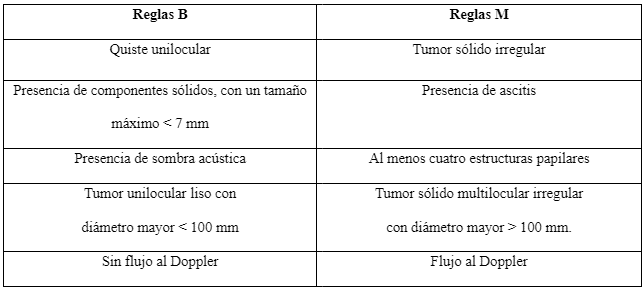 Reglas B
Reglas M
Quiste unilocular
Tumor sólido irregular
Presencia de componentes sólidos, con un tamaño
máximo < 7 mm
Presencia de ascitis
Presencia de sombra acústica
Al menos cuatro estructuras papilares
Tumor unilocular liso con
diámetro mayor < 100 mm
Tumor sólido multilocular irregular
con diámetro mayor > 100 mm.
Sin flujo al Doppler
Flujo al Doppler